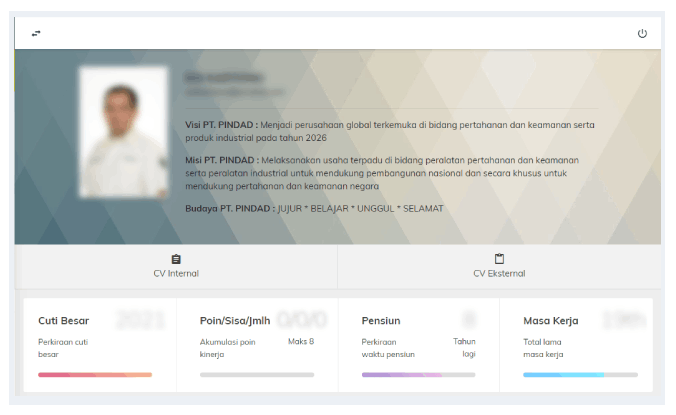 Visi PT. PINDAD : Menjadi perusahaan global terkemuka di bidang pertahanan dan keamanan serta
produk industrial pada tahun 2026
Misi PT. PINDAD : Melaksanakan usaha terpadu di bidang peralatan pertahanan dan keamanan
serta peralatan industrial untuk mendukung pembangunan nasional dan secara khusus untuk
mendukung pertahanan dan keamanan negara
Budaya PT. PINDAD : JUJUR * BELAJAR * UNGGUL * SELAMAT
CV Internal
CV Eksternal
Cuti Besar
Perkiraan cuti
besar
Poin/Sisa/Jmlh
Akumulasi poin
kinerja
Maks 8
Pensiun
Perkiraan
waktu pensiun
Tahun
lagi
Masa Kerja
Total lama
masa kerja